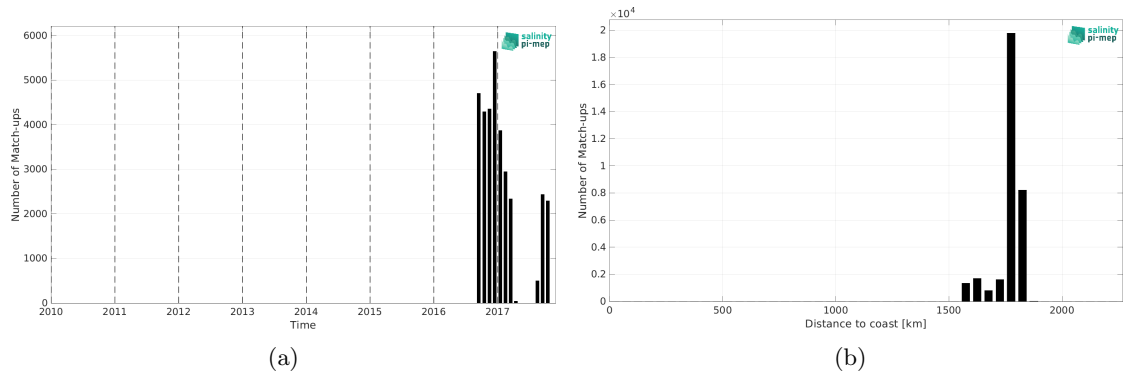 6000
5000
4000
3000
2000
1000
0
Number of Match-ups
2010 2011 2012 2013 2014 2015 2016 2017
Time
salinity
pi-mep
(a)
×10⁴
2
1.8
1.6
1.4
1.2
1
0.8
0.6
0.4
0.2
0
Number of Match-ups
0 500 1000 1500 2000
Distance to coast [km]
salinity
pi-mep
(b)